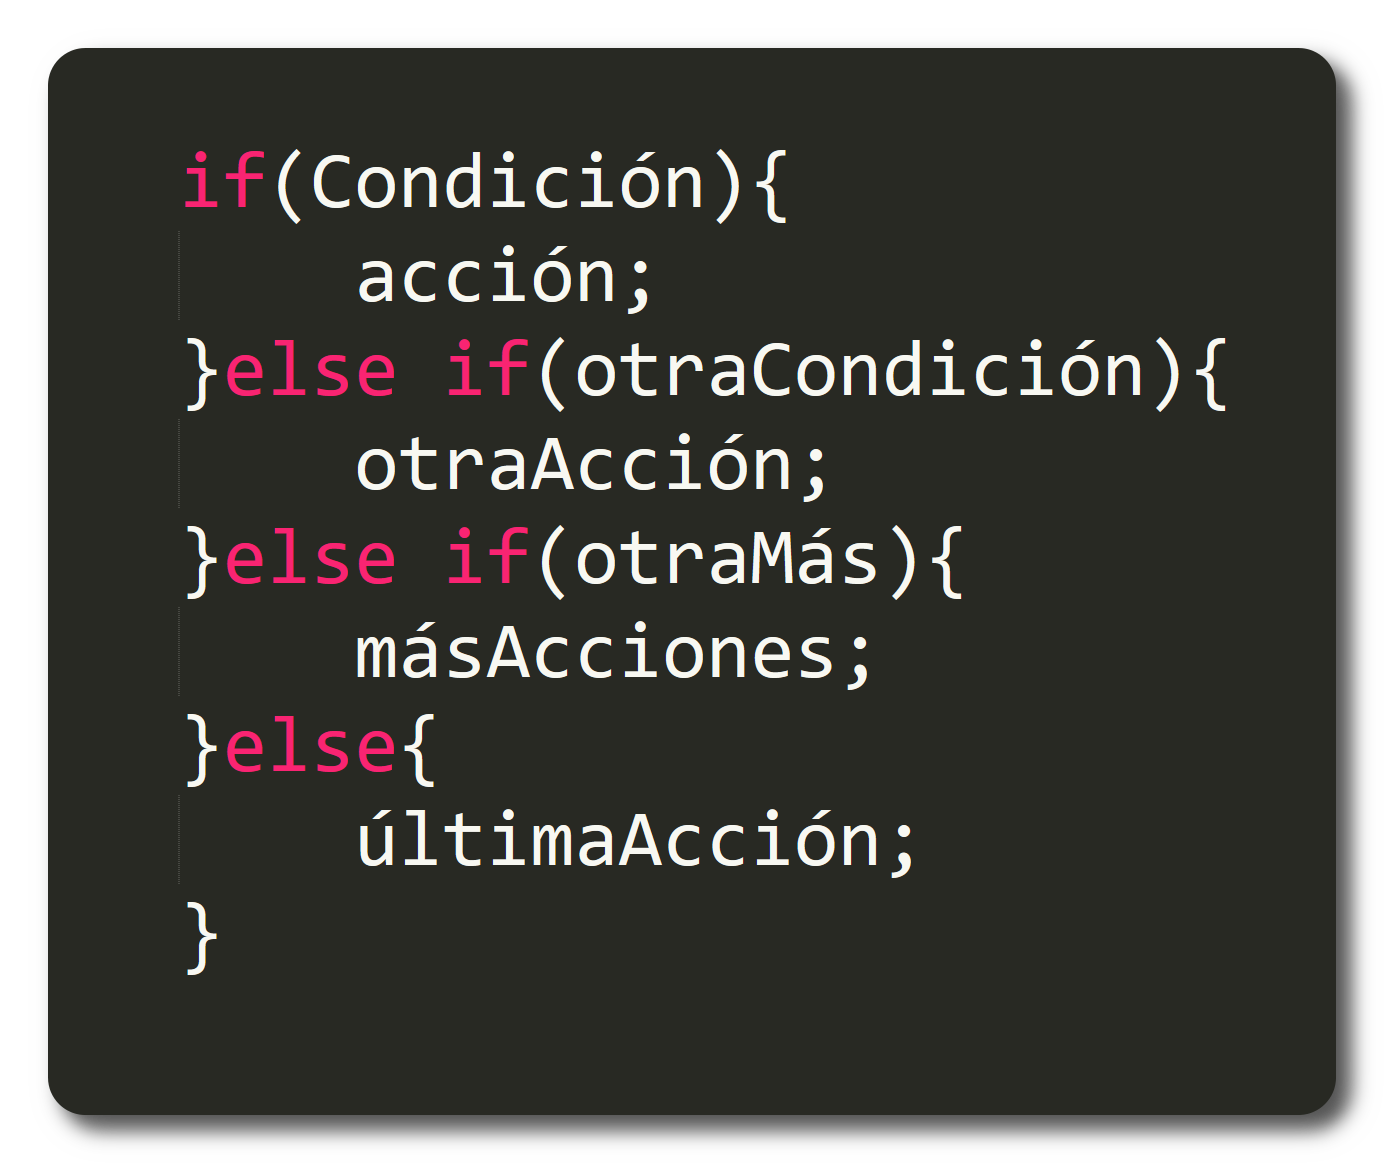 if(Condición){
acción;
}else if(otraCondición){
otraAcción;
}else if(otraMás){
másAcciones;
}else{
últimaAcción;
}